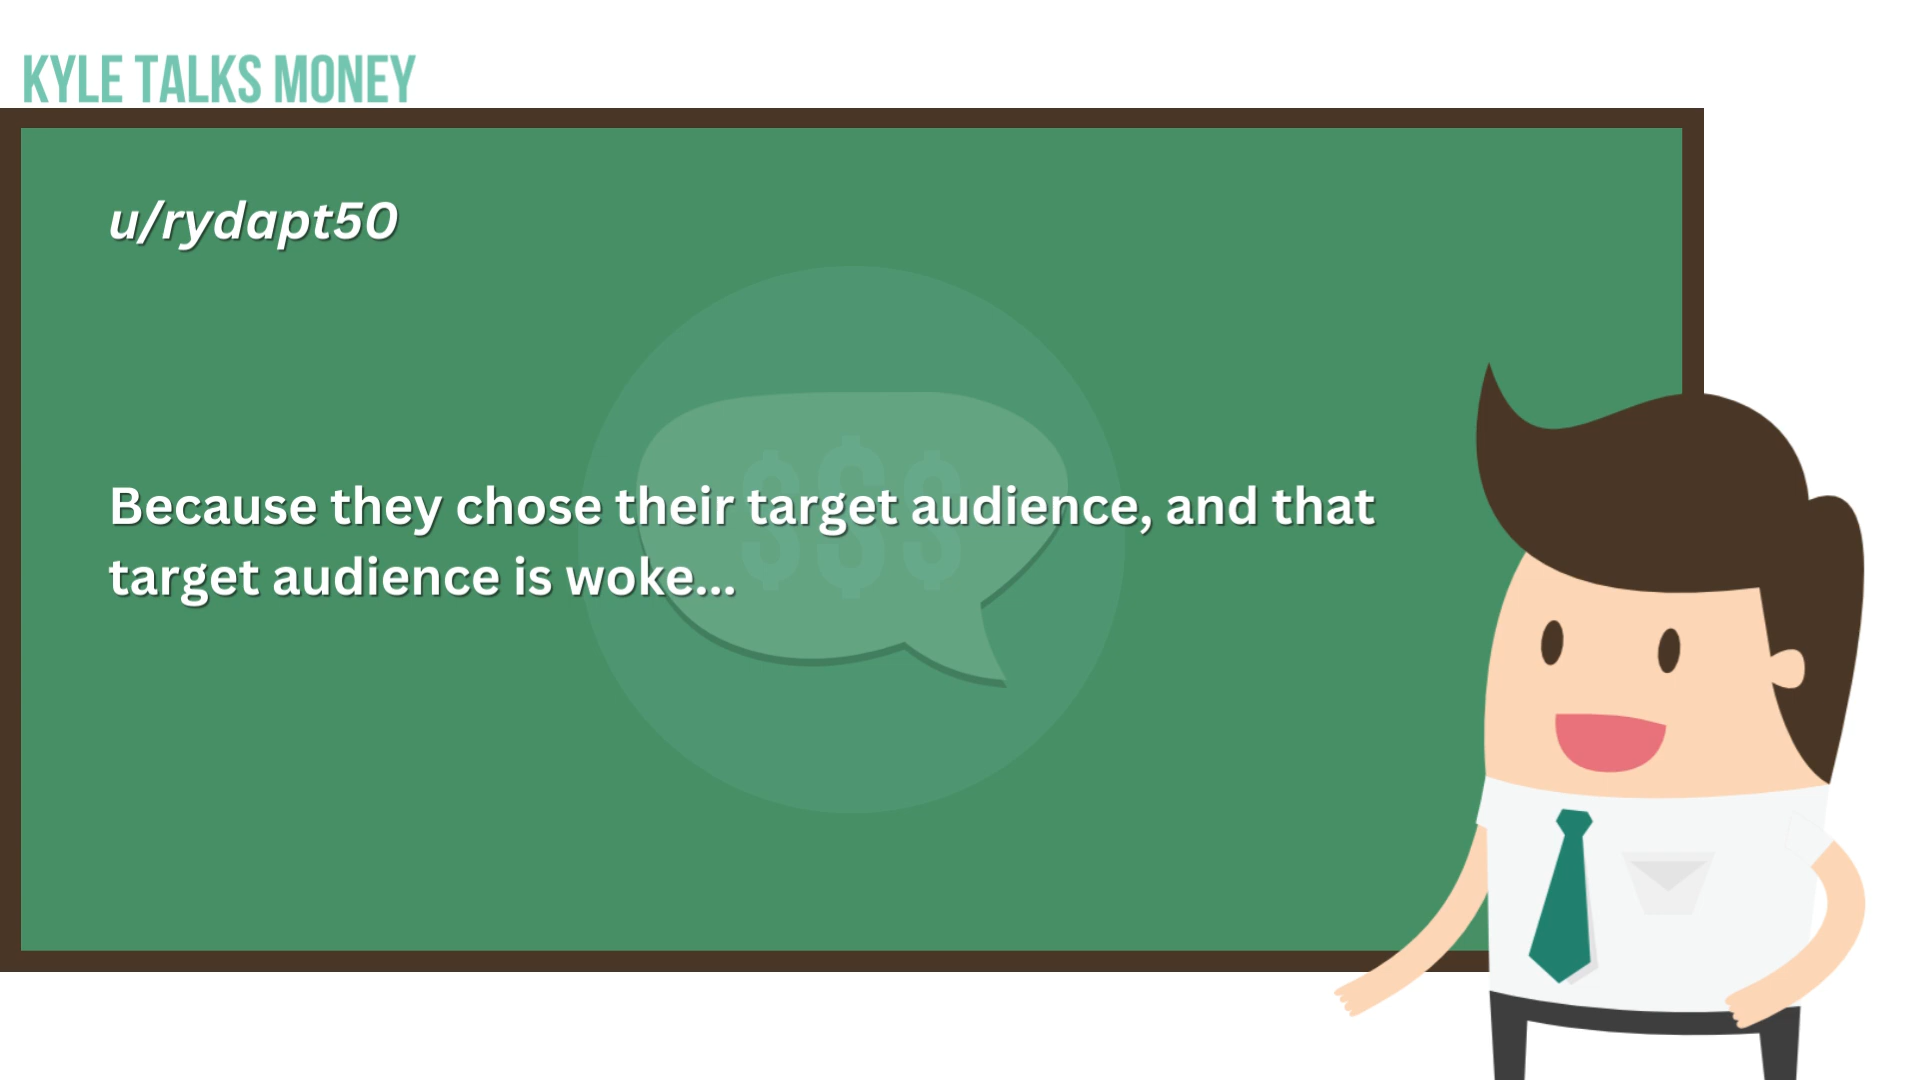 KYLE TALKS MONEY
u/rydapt50
Because they chose their target audience, and that
target audience is woke...
$$$